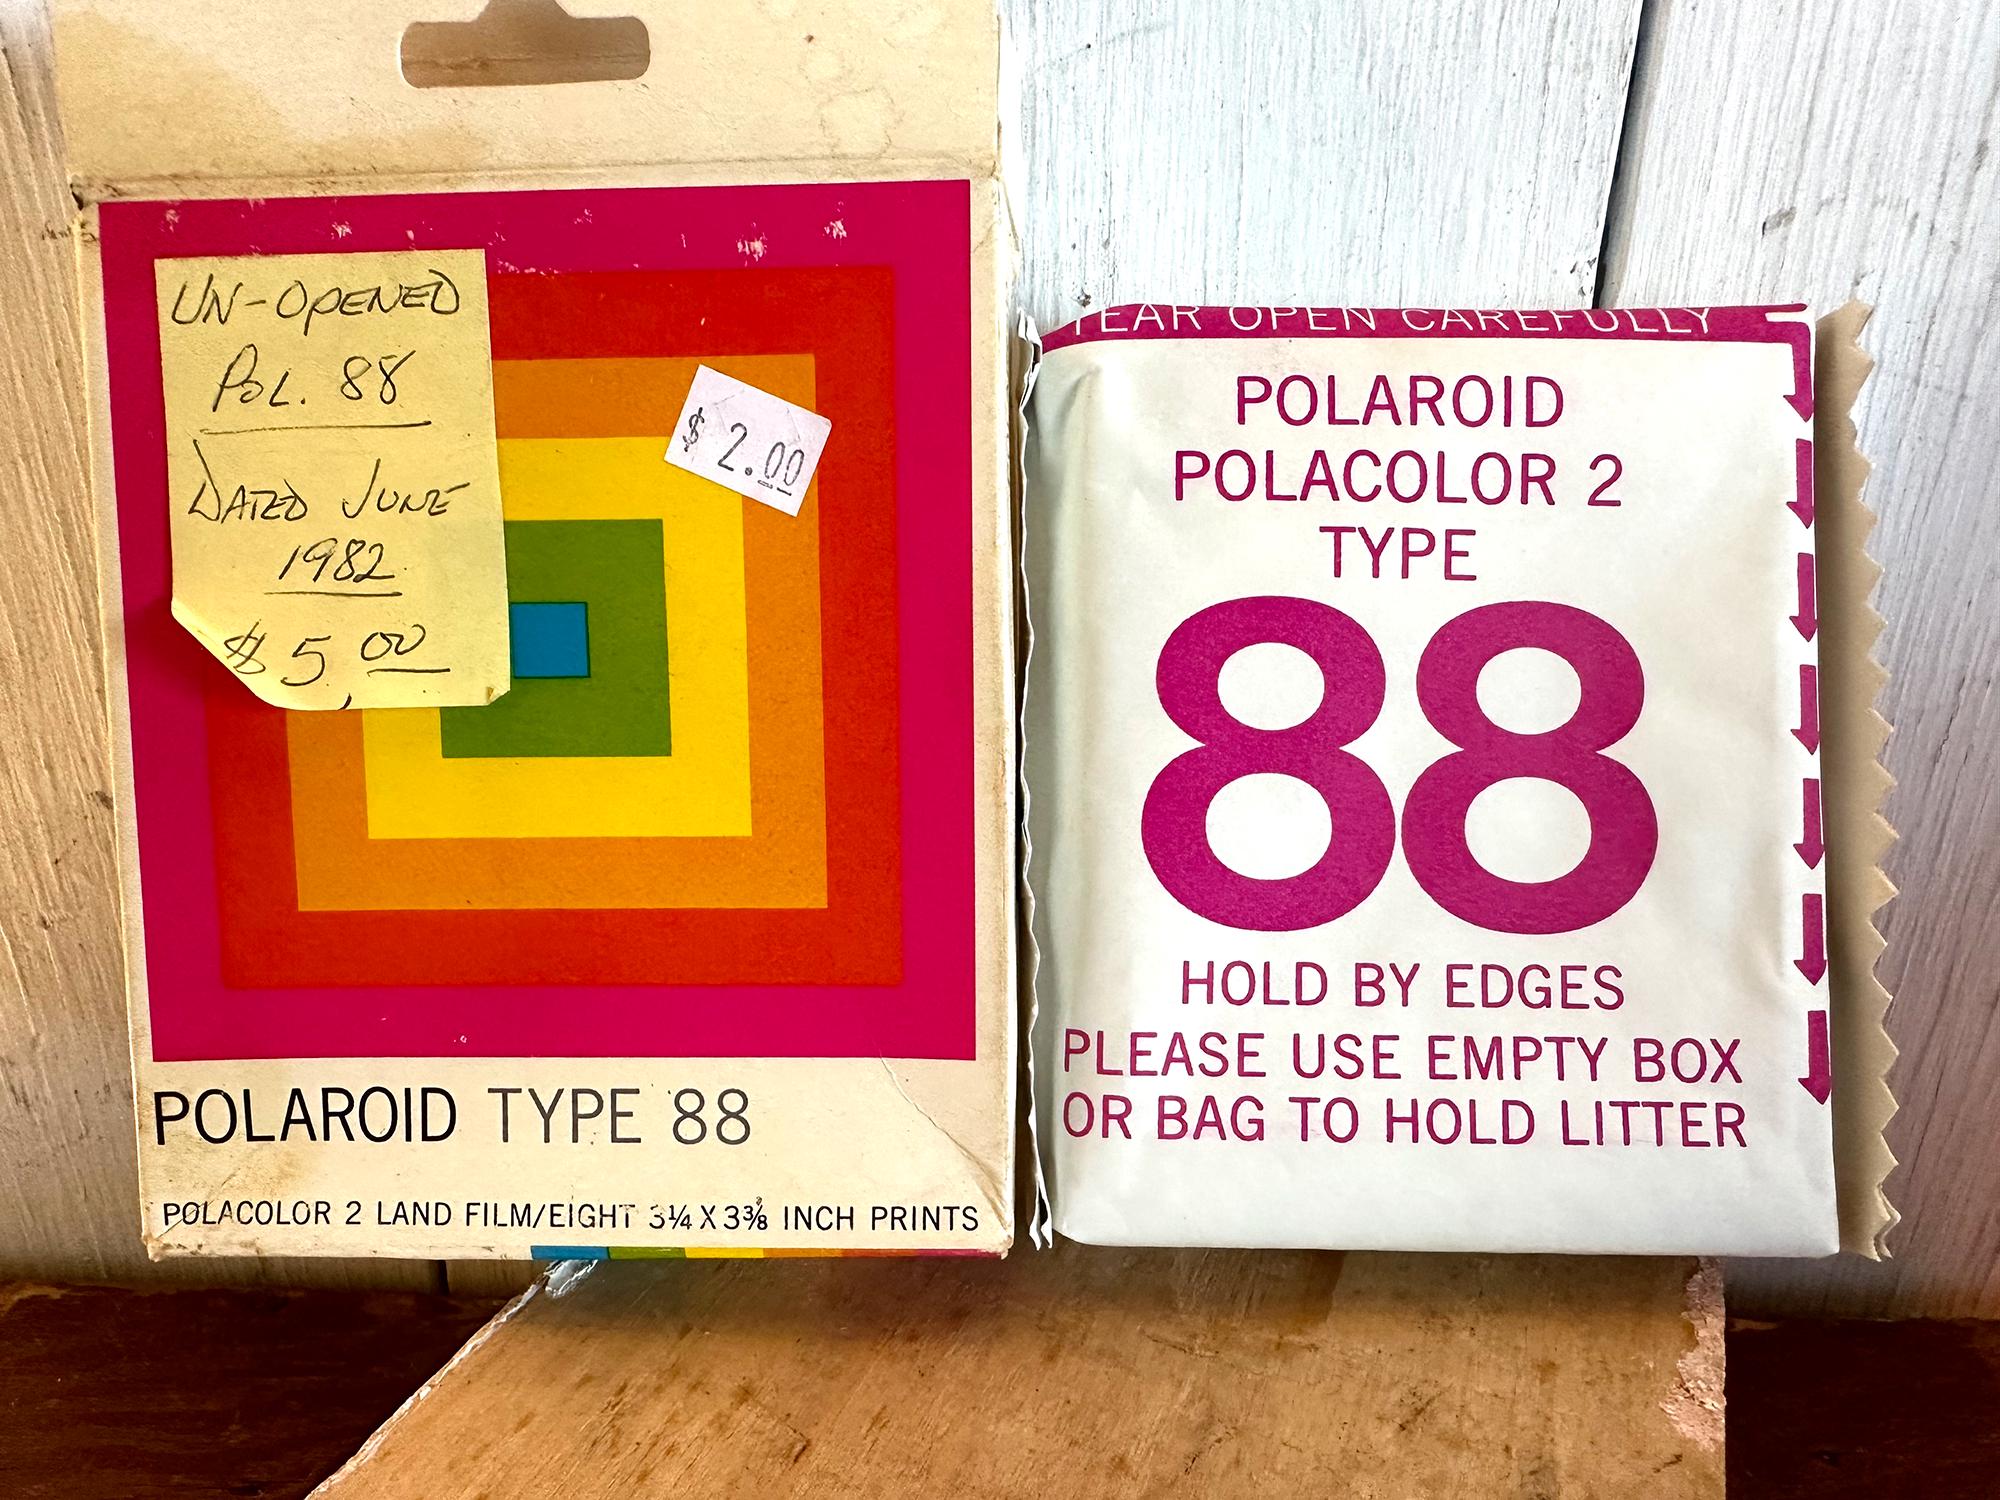 UN-OPENED
POL. 88
DATED JUNE
1982
$5.00
$2.00
POLAROID TYPE 88
POLACOLOR 2 LAND FILM/EIGHT 3¼ X 3⅜ INCH PRINTS
TEAR OPEN CAREFULLY
POLAROID
POLACOLOR 2
TYPE
88
HOLD BY EDGES
PLEASE USE EMPTY BOX
OR BAG TO HOLD LITTER